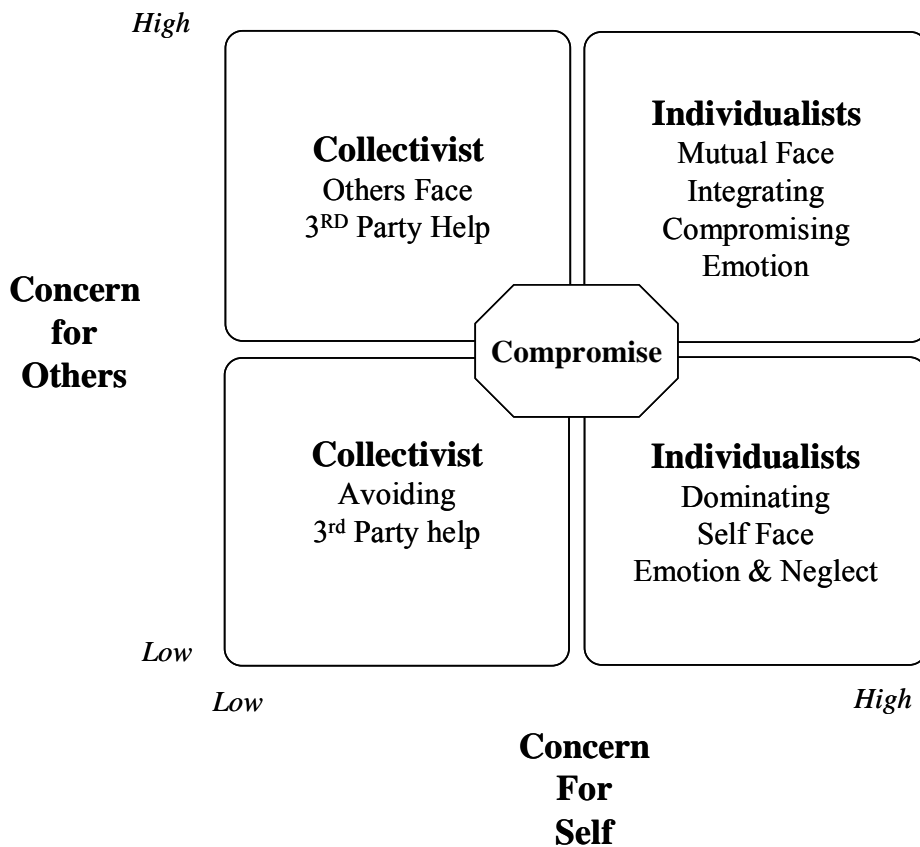 High
Collectivist
Others Face
3RD Party Help
Individualists
Mutual Face
Integrating
Compromising
Emotion
Concern
for
Others
Compromise
Collectivist
Avoiding
3rd Party help
Individualists
Dominating
Self Face
Emotion & Neglect
Low
Low
High
Concern
For
Self